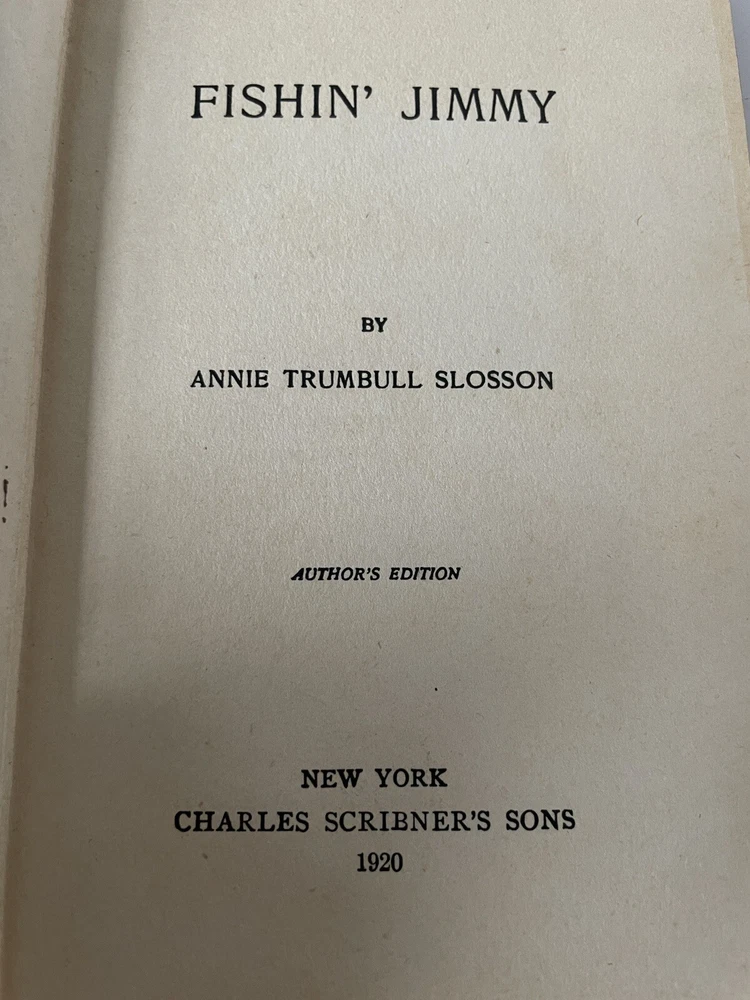 FISHIN' JIMMY
BY
ANNIE TRUMBULL SLOSSON
AUTHOR'S EDITION
NEW YORK
CHARLES SCRIBNER'S SONS
1920